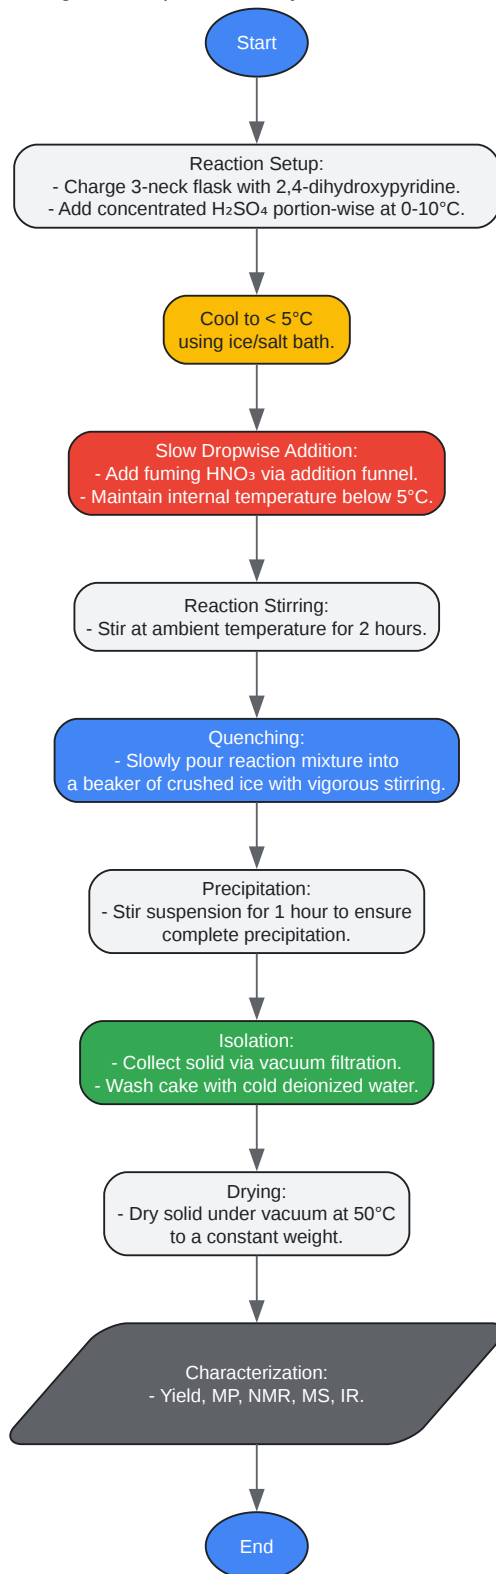 Start
Reaction Setup:
- Charge 3-neck flask with 2,4-dihydroxypyridine.
- Add concentrated H₂SO₄ portion-wise at 0-10°C.
Cool to < 5°C
using ice/salt bath.
Slow Dropwise Addition:
- Add fuming HNO₃ via addition funnel.
- Maintain internal temperature below 5°C.
Reaction Stirring:
- Stir at ambient temperature for 2 hours.
Quenching:
- Slowly pour reaction mixture into
a beaker of crushed ice with vigorous stirring.
Precipitation:
- Stir suspension for 1 hour to ensure
complete precipitation.
Isolation:
- Collect solid via vacuum filtration.
- Wash cake with cold deionized water.
Drying:
- Dry solid under vacuum at 50°C
to a constant weight.
Characterization:
- Yield, MP, NMR, MS, IR.
End